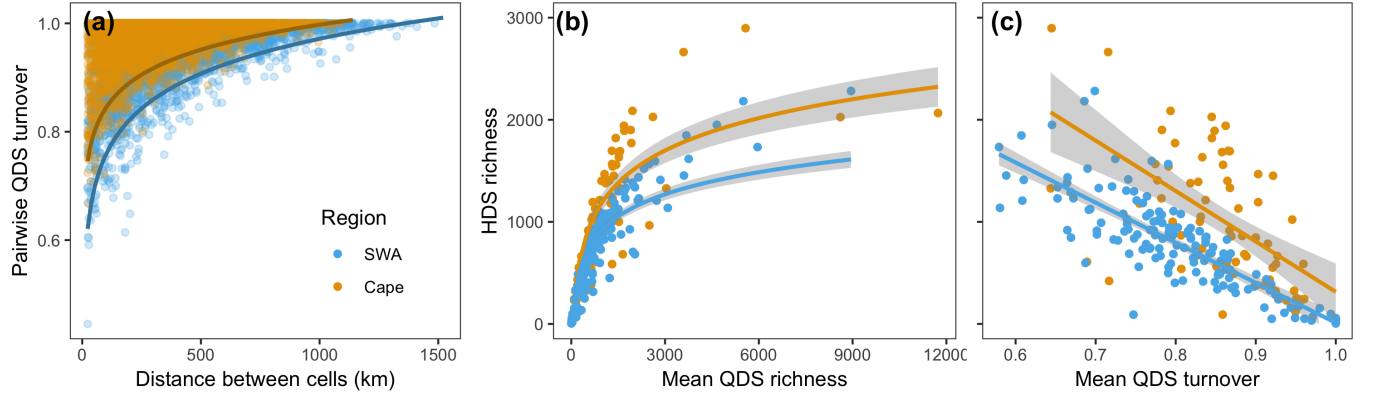 (a)
Pairwise QDS turnover
1.0
0.8
0.6
Region
SWA
Cape
0
500
1000
1500
Distance between cells (km)
(b)
HDS richness
3000
2000
1000
0
0
3000
6000
9000
12000
Mean QDS richness
(c)
0.6
0.7
0.8
0.9
1.0
Mean QDS turnover